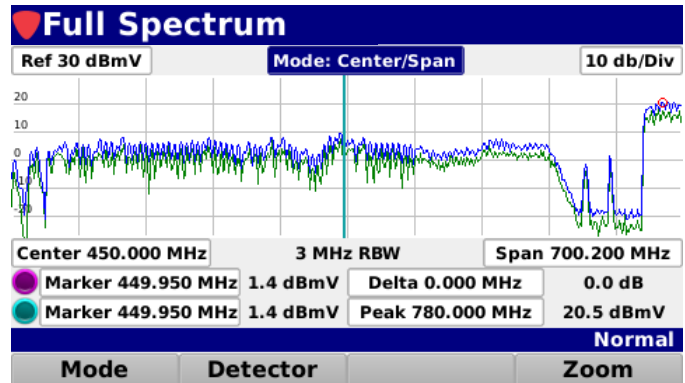 Full Spectrum
Ref 30 dBmV Mode: Center/Span 10 db/Div
20
10
0
-10
-20
Center 450.000 MHz 3 MHz RBW Span 700.200 MHz
Marker 449.950 MHz 1.4 dBmV Delta 0.000 MHz 0.0 dB
Marker 449.950 MHz 1.4 dBmV Peak 780.000 MHz 20.5 dBmV
Normal
Mode Detector Zoom